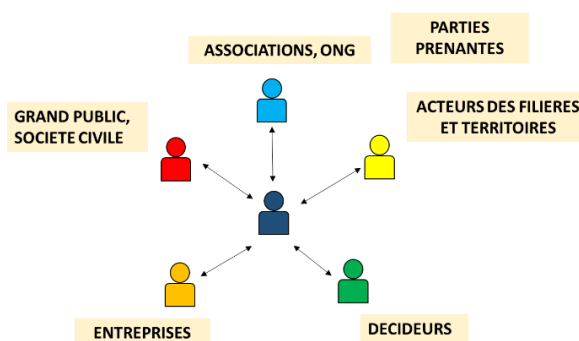 PARTIES
PRENANTES
ASSOCIATIONS, ONG
GRAND PUBLIC,
SOCIETE CIVILE
ACTEURS DES FILIERES
ET TERRITOIRES
ENTREPRISES
DECIDEURS